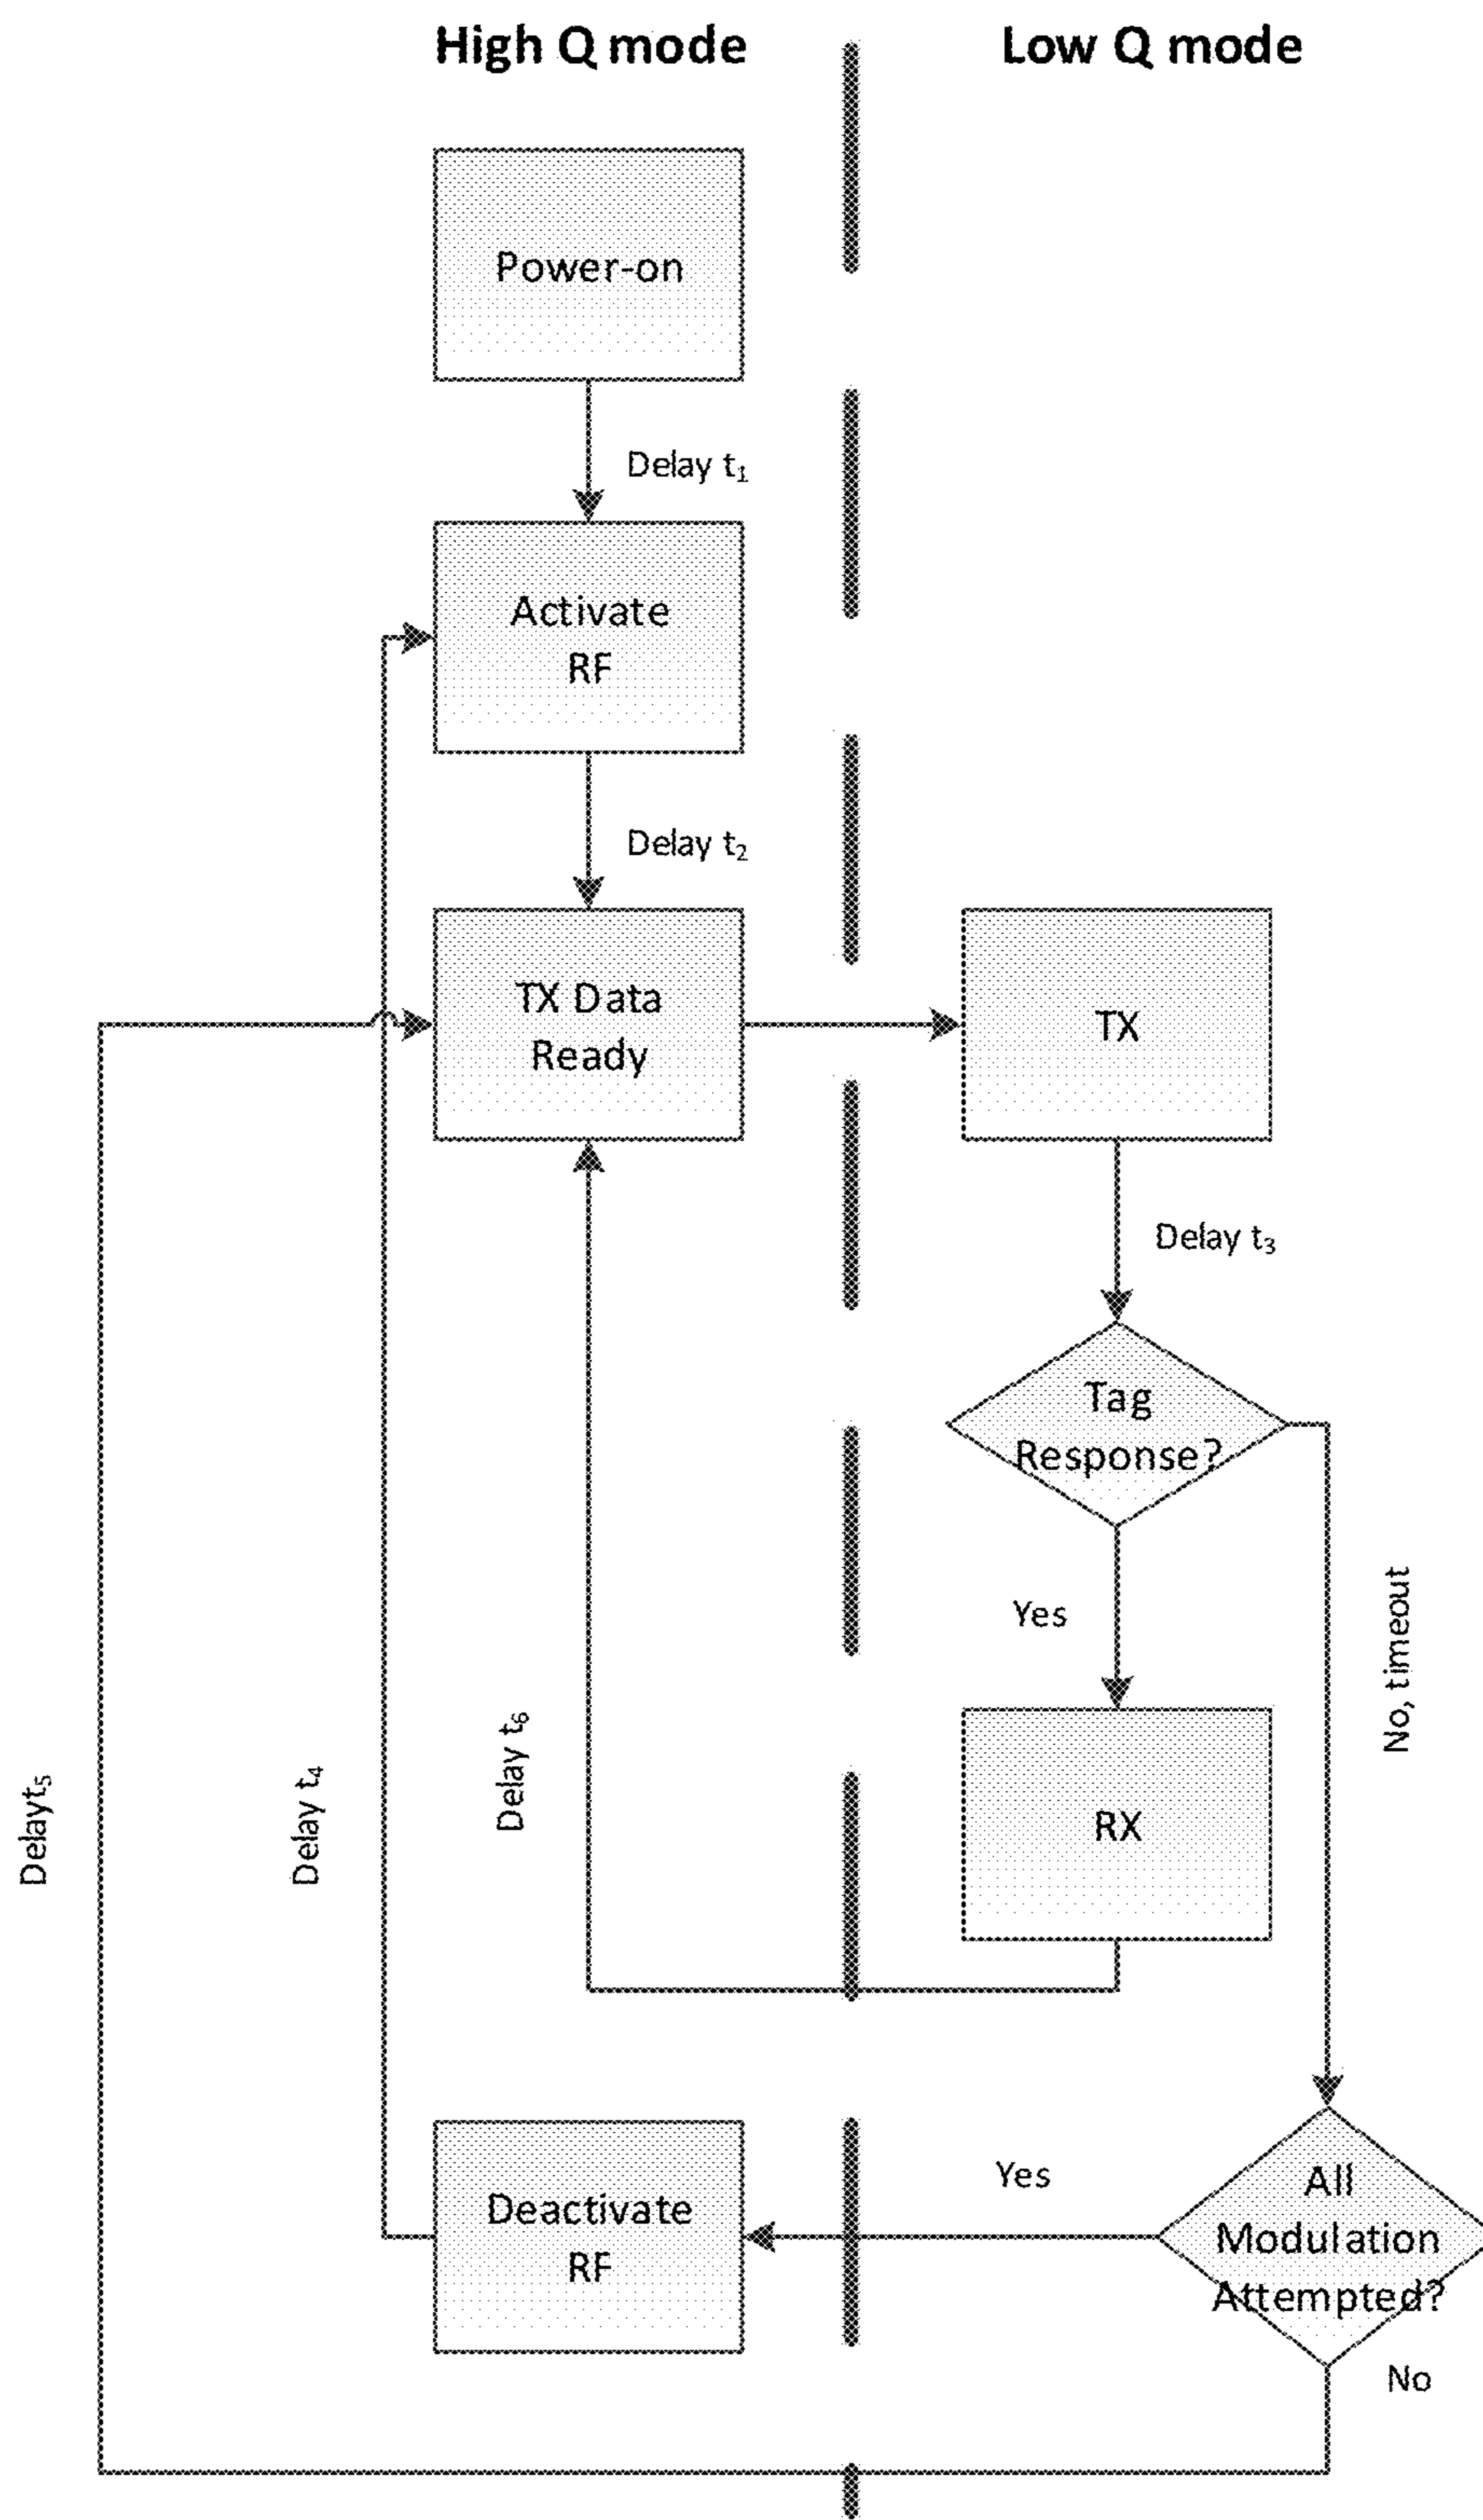 High Q mode
Low Q mode
Power-on
Delay t₁
Activate
RF
Delay t₂
TX Data
Ready
TX
Delay t₃
Tag
Response?
Yes
No, timeout
RX
Delay t₆
Delay t₄
Delayt₅
Yes
All
Modulation
Attempted?
Deactivate
RF
No